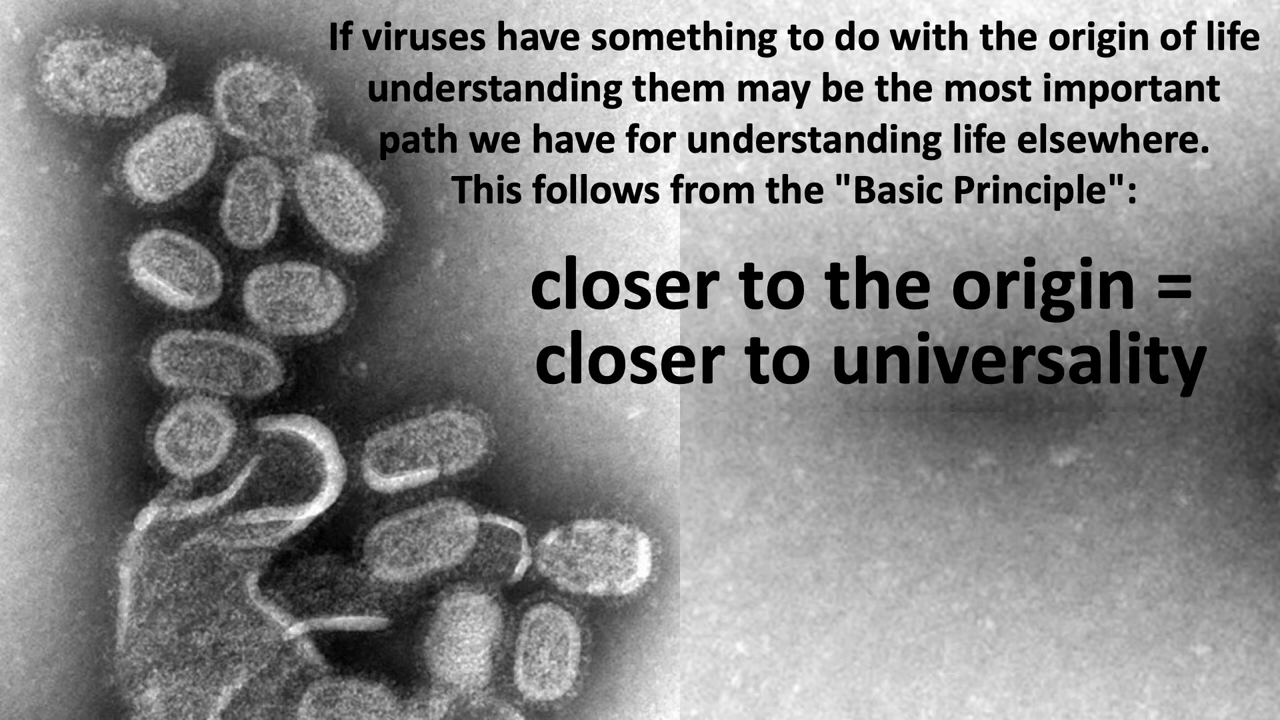 If viruses have something to do with the origin of life
understanding them may be the most important
path we have for understanding life elsewhere.
This follows from the "Basic Principle":
closer to the origin =
closer to universality